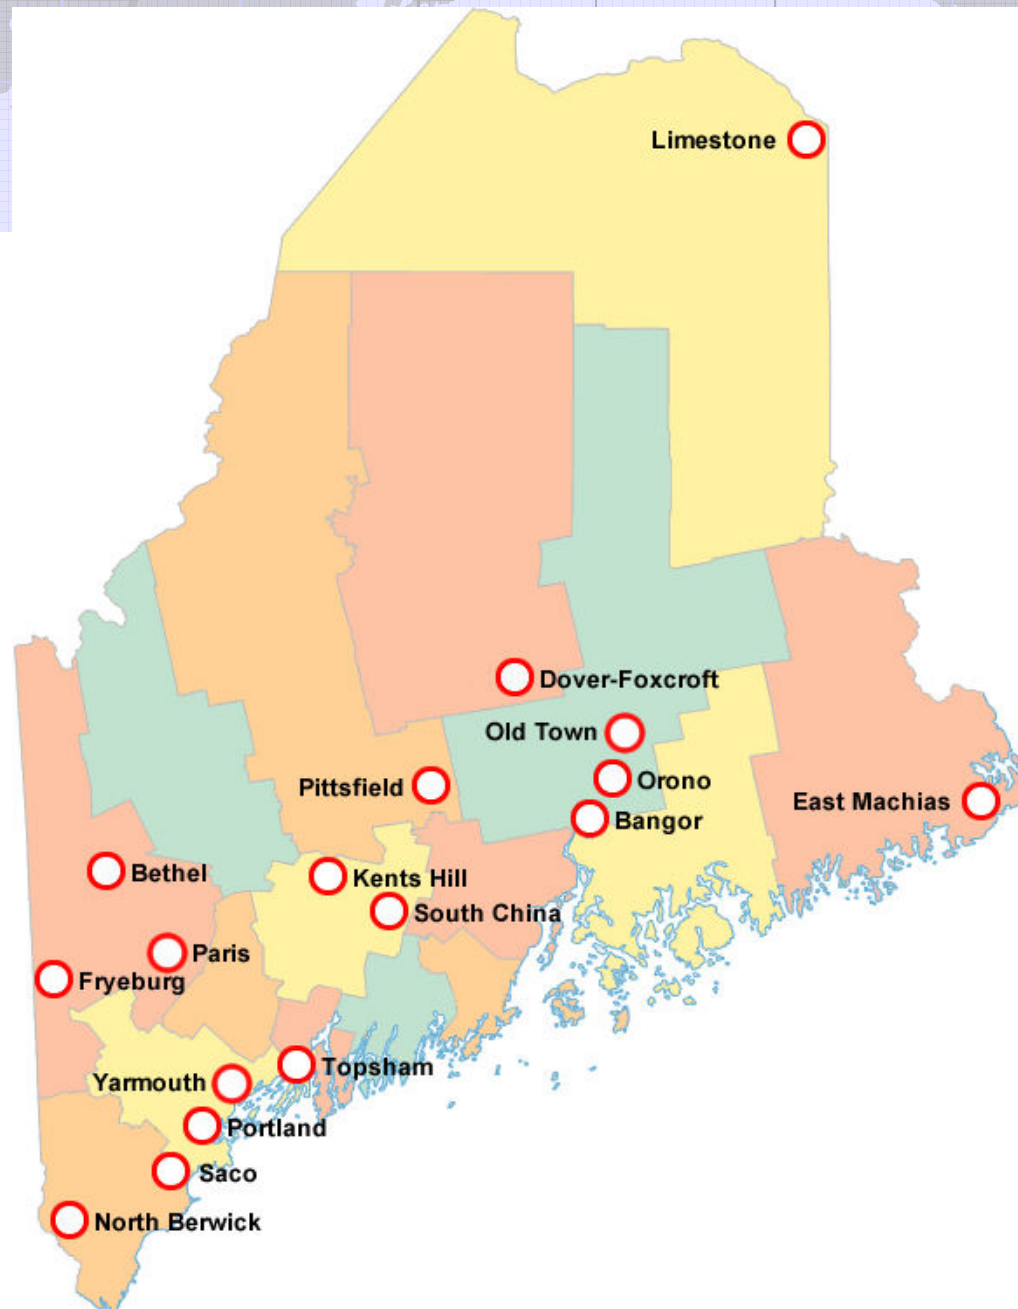 Limestone
Dover-Foxcroft
Old Town
Orono
Pittsfield
East Machias
Bangor
Bethel
Kents Hill
South China
Paris
Fryeburg
Topsham
Yarmouth
Portland
Saco
North Berwick